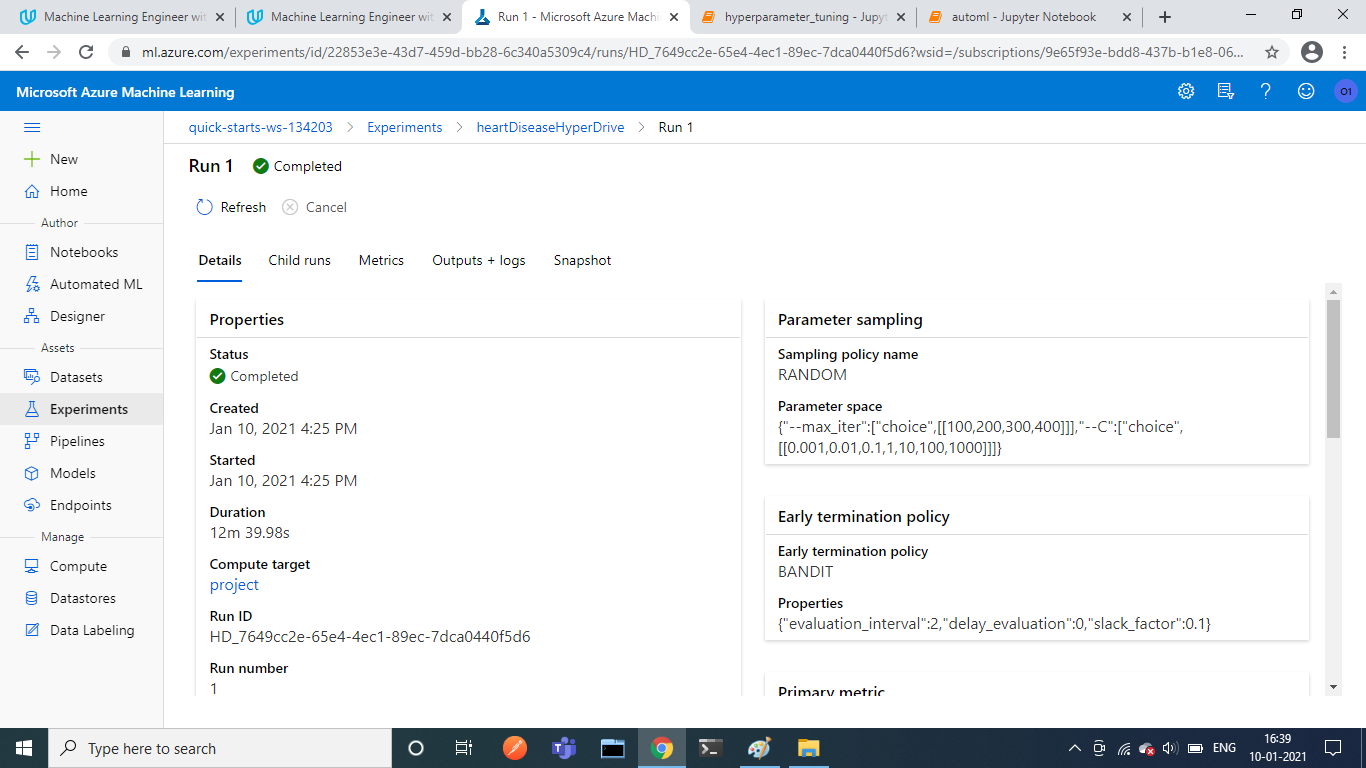 Machine Learning Engineer wit
Machine Learning Engineer wit
Run 1 - Microsoft Azure Machi
hyperparameter_tuning - Jupyt
automl - Jupyter Notebook
ml.azure.com/experiments/id/22853e3e-43d7-459d-bb28-6c340a5309c4/runs/HD_7649cc2e-65e4-4ec1-89ec-7dca0440f5d6?wsid=/subscriptions/9e65f93e-bdd8-437b-b1e8-06...
Microsoft Azure Machine Learning
O1
quick-starts-ws-134203 > Experiments > heartDiseaseHyperDrive > Run 1
New
Home
Author
Notebooks
Automated ML
Designer
Assets
Datasets
Experiments
Pipelines
Models
Endpoints
Manage
Compute
Datastores
Data Labeling
Run 1 Completed
Refresh Cancel
Details Child runs Metrics Outputs + logs Snapshot
Properties
Status
Completed
Created
Jan 10, 2021 4:25 PM
Started
Jan 10, 2021 4:25 PM
Duration
12m 39.98s
Compute target
project
Run ID
HD_7649cc2e-65e4-4ec1-89ec-7dca0440f5d6
Run number
1
Parameter sampling
Sampling policy name
RANDOM
Parameter space
{"--max_iter":["choice",[[100,200,300,400]]],"--C":["choice",
[[0.001,0.01,0.1,1,10,100,1000]]]}
Early termination policy
Early termination policy
BANDIT
Properties
{"evaluation_interval":2,"delay_evaluation":0,"slack_factor":0.1}
Primary metric
Type here to search
ENG
16:39
10-01-2021